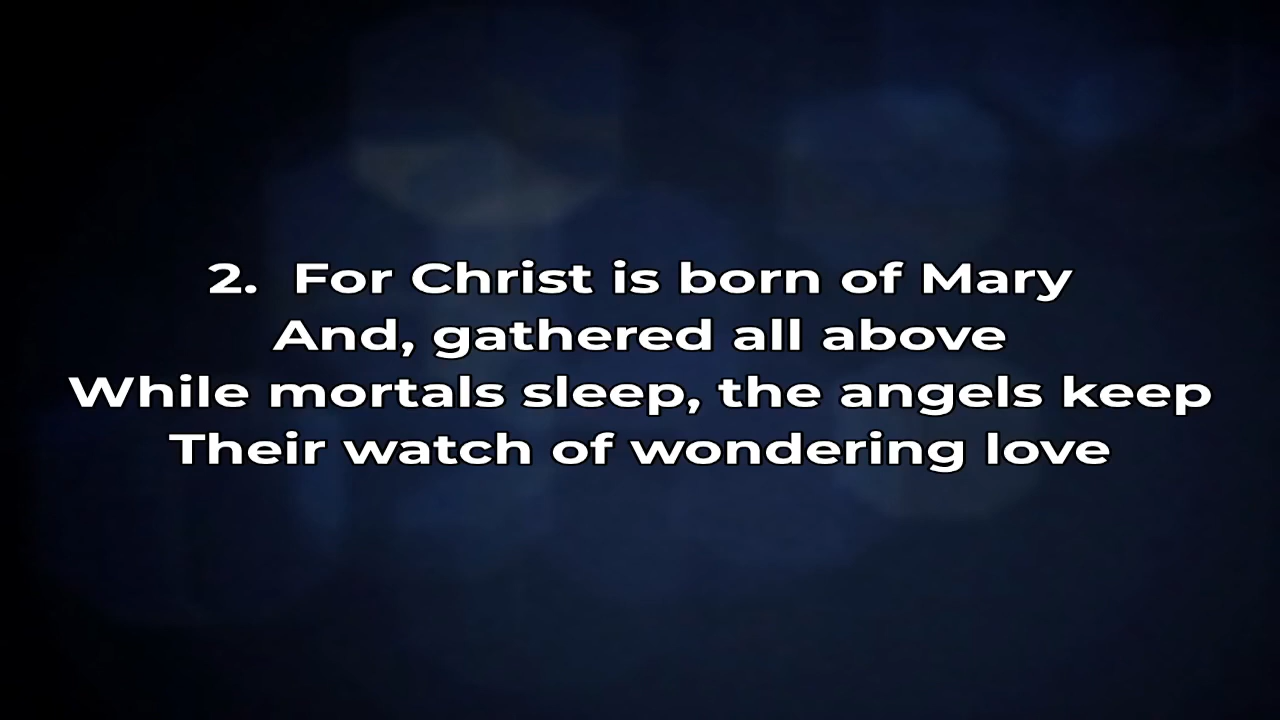 2. For Christ is born of Mary
And, gathered all above
While mortals sleep, the angels keep
Their watch of wondering love